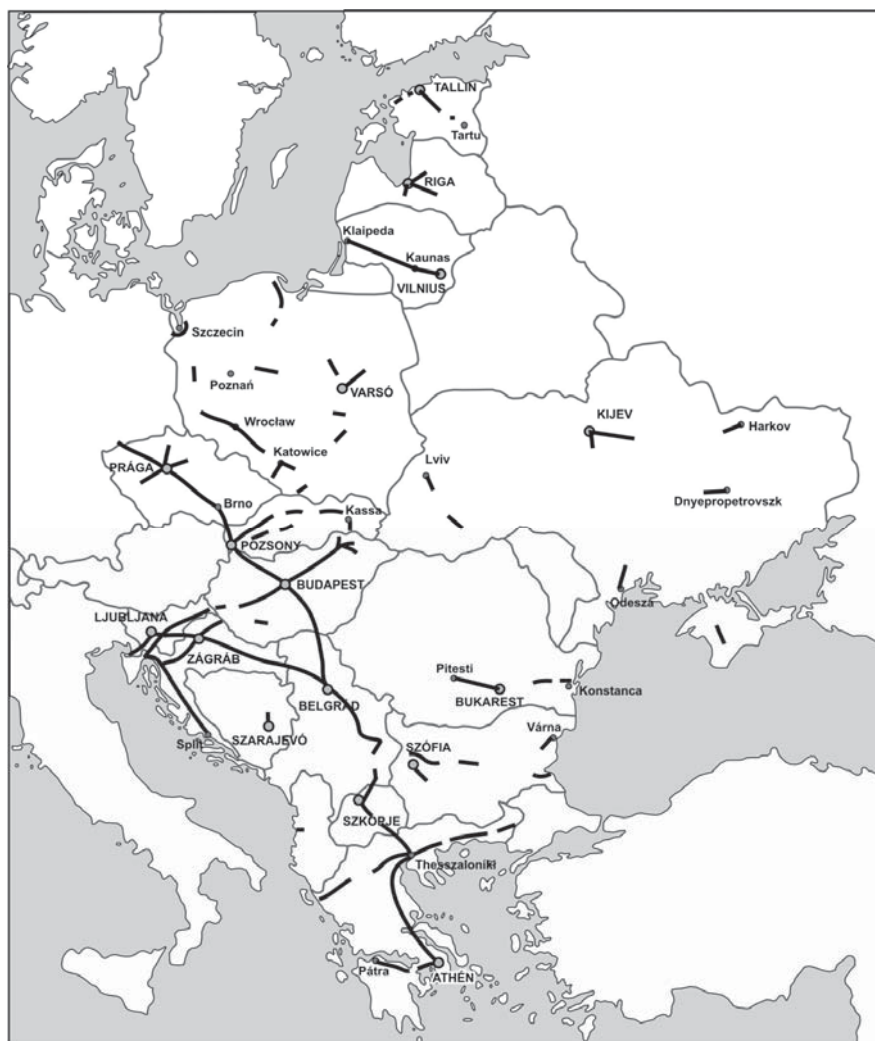 TALLIN
Tartu
RIGA
Klaipeda
Kaunas
VILNIUS
Szczecin
Poznań
VARSÓ
Wrocław
KIJEV
Harkov
Katowice
Lviv
PRÁGA
Dnyepropetrovszk
Brno
Kassa
POZSONY
BUDAPEST
Odesza
LJUBLJANA
ZÁGRÁB
Pitesti
Konstanca
BUKAREST
BELGRÁD
Várna
Split
SZARAJEVÓ
SZÓFIA
SZKOPJE
Thesszaloniki
Pátra
ATHÉN